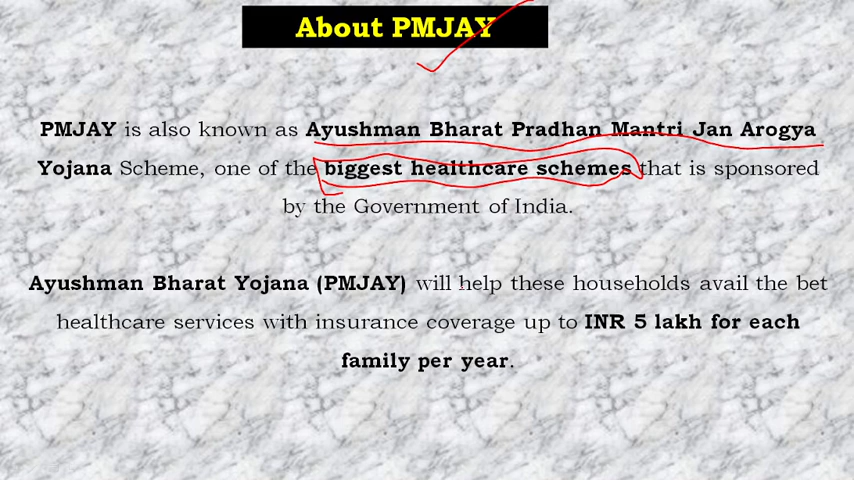 About PMJAY
PMJAY is also known as Ayushman Bharat Pradhan Mantri Jan Arogya
Yojana Scheme, one of the biggest healthcare schemes that is sponsored
by the Government of India.
Ayushman Bharat Yojana (PMJAY) will help these households avail the bet
healthcare services with insurance coverage up to INR 5 lakh for each
family per year.